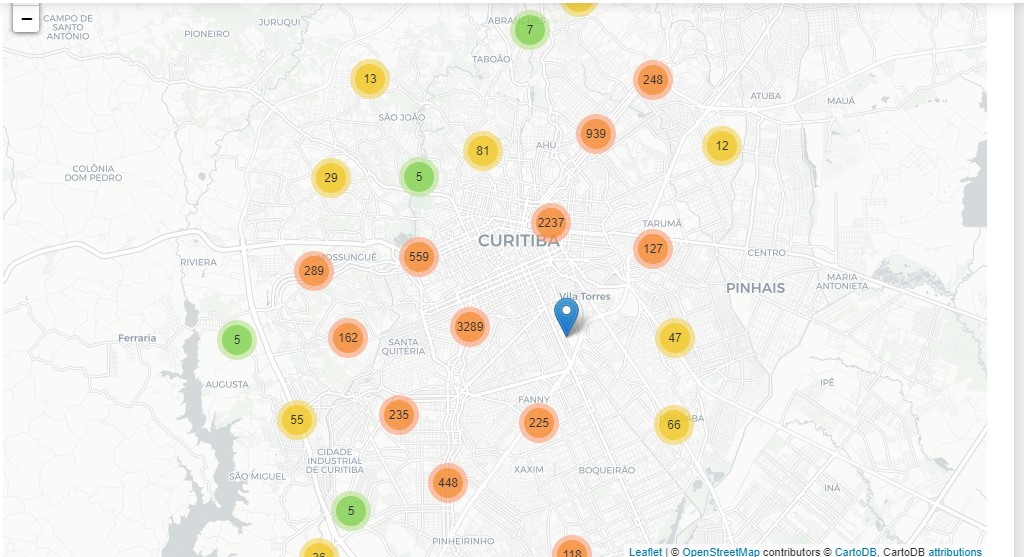 −
CAMPO DE
SANTO
ANTÔNIO
JURUQUI
PIONEIRO
7
TABOÃO
13
248
ATUBA
MAUÁ
SÃO JOÃO
939
AHÚ
81
12
COLÔNIA
DOM PEDRO
29
5
2237
TARUMÃ
CURITIBA
127
CENTRO
559
MOSSUNGUÊ
RIVIERA
289
MARIA
ANTONIETA
PINHAIS
Vila Torres
3289
Ferraria
5
162
SANTA
QUITÉRIA
47
AUGUSTA
IPÊ
FANNY
235
55
225
66
CIDADE
INDUSTRIAL
DE CURITIBA
SÃO MIGUEL
XAXIM
BOQUEIRÃO
448
INÁ
5
PINHEIRINHO
118
Leaflet | © OpenStreetMap contributors © CartoDB, CartoDB attributions